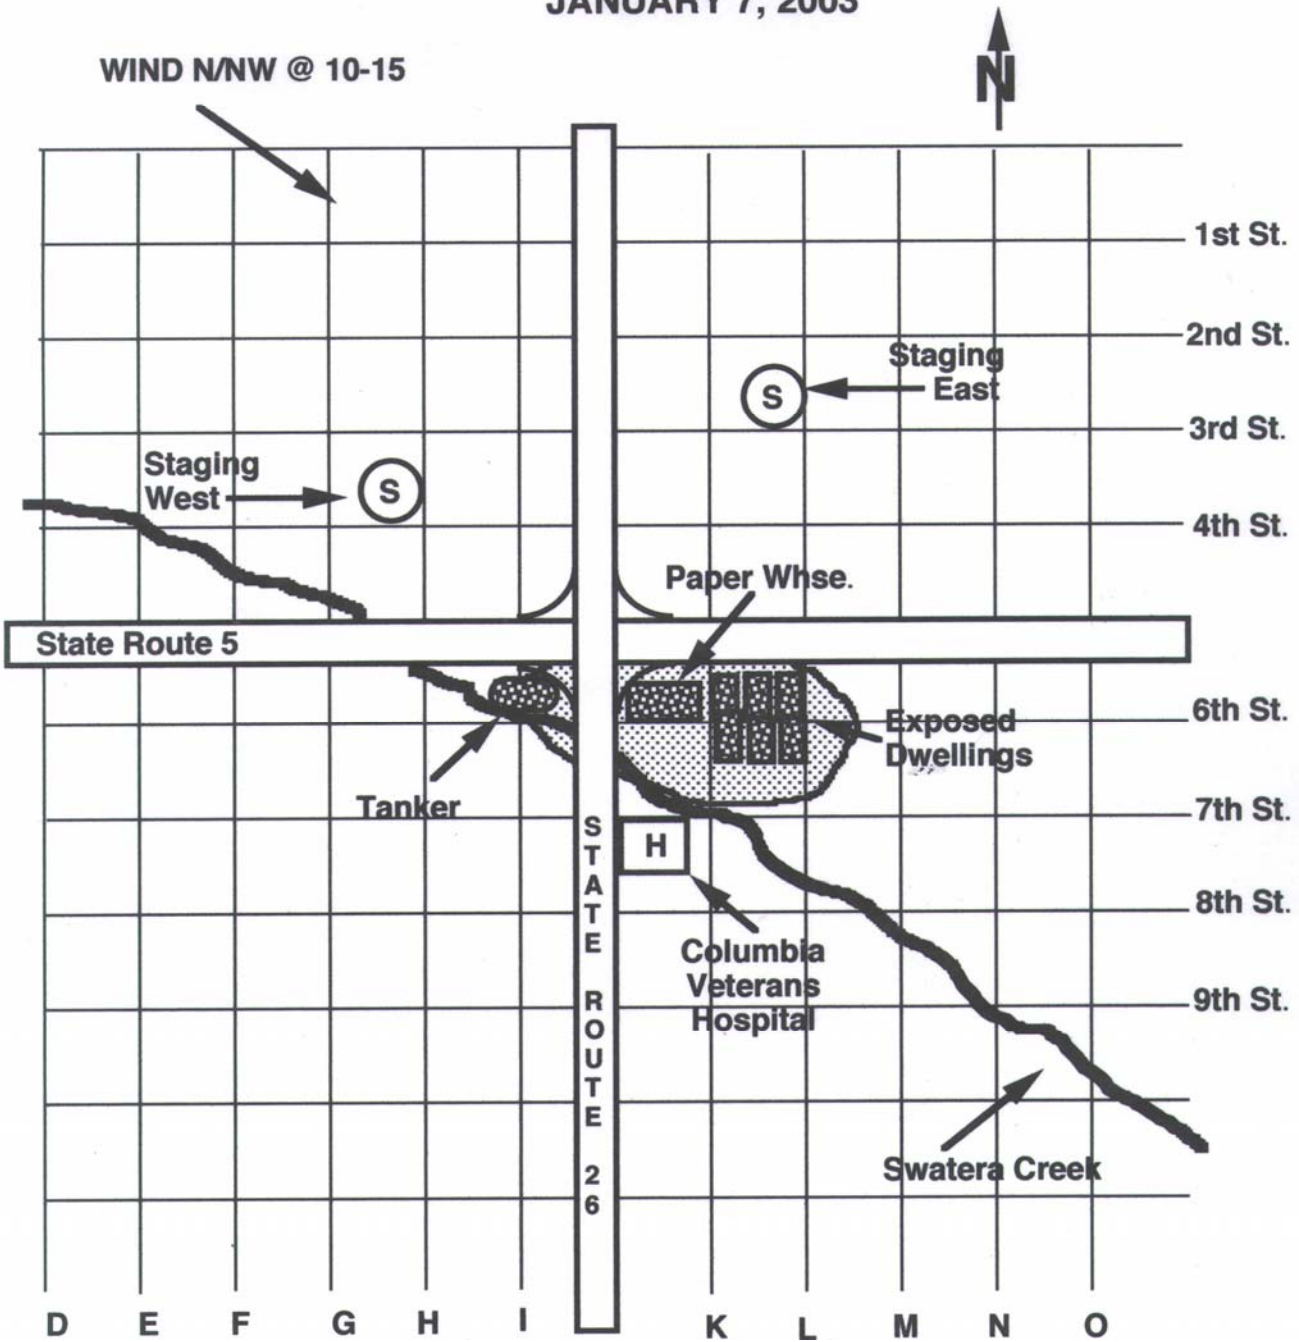 JANUARY 7, 2003
WIND N/NW @ 10-15
N
1st St.
2nd St.
Staging
East
S
3rd St.
Staging
West
S
4th St.
Paper Whse.
State Route 5
6th St.
Exposed
Dwellings
Tanker
7th St.
H
STATE ROUTE 26
8th St.
Columbia
Veterans
Hospital
9th St.
Swatera Creek
D E F G H I K L M N O